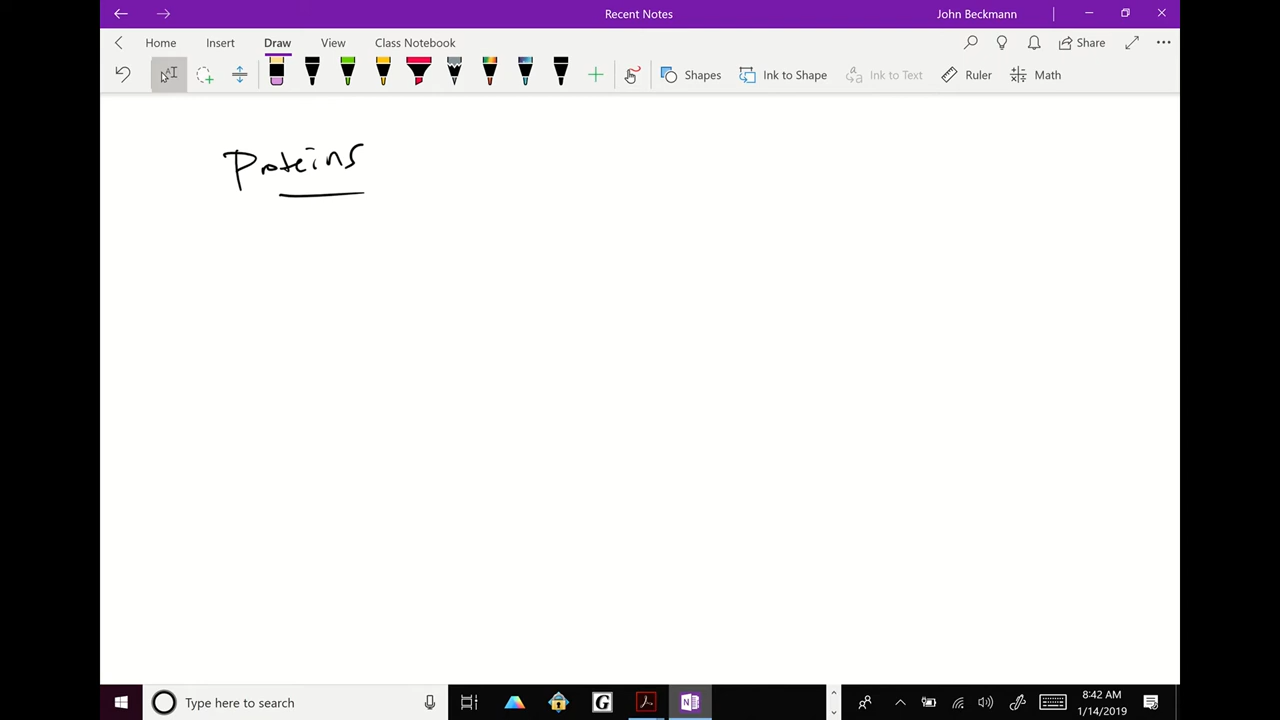 Recent Notes
John Beckmann
Home Insert Draw View Class Notebook
Share
Shapes Ink to Shape Ink to Text Ruler Math
Proteins
Type here to search
8:42 AM
1/14/2019